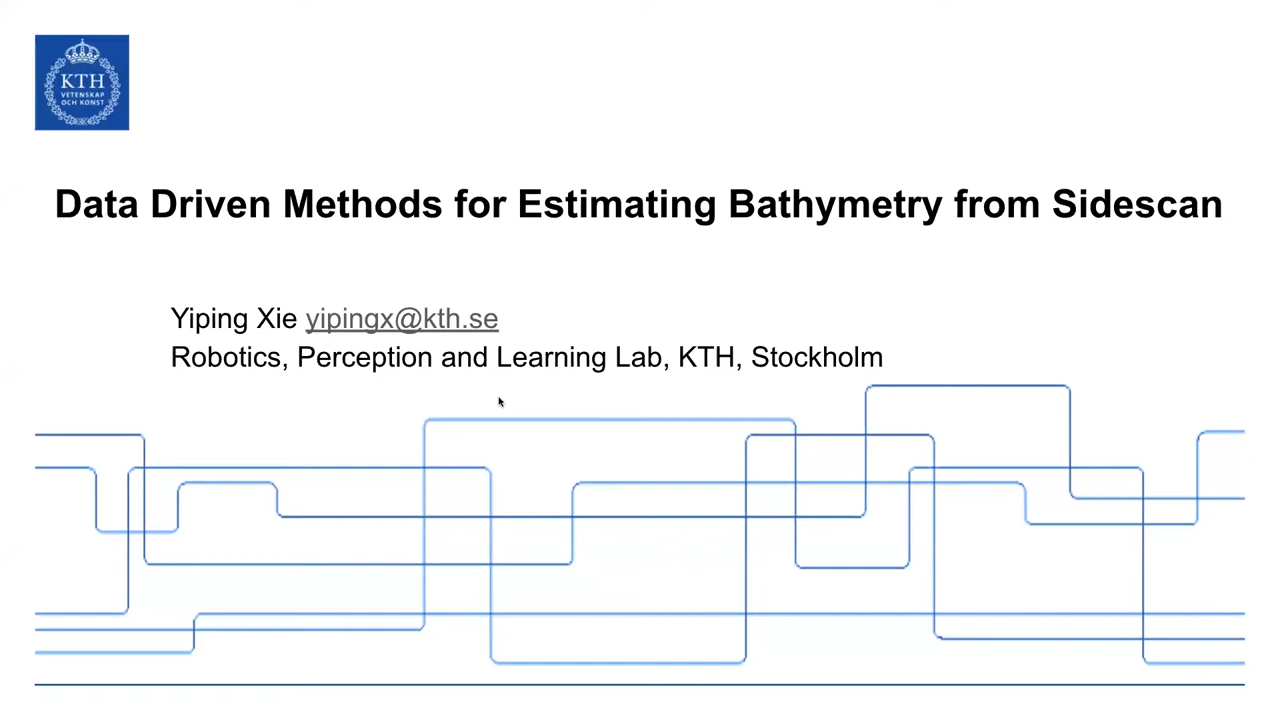 KTH
VETENSKAP
OCH KONST
Data Driven Methods for Estimating Bathymetry from Sidescan
Yiping Xie yipingx@kth.se
Robotics, Perception and Learning Lab, KTH, Stockholm